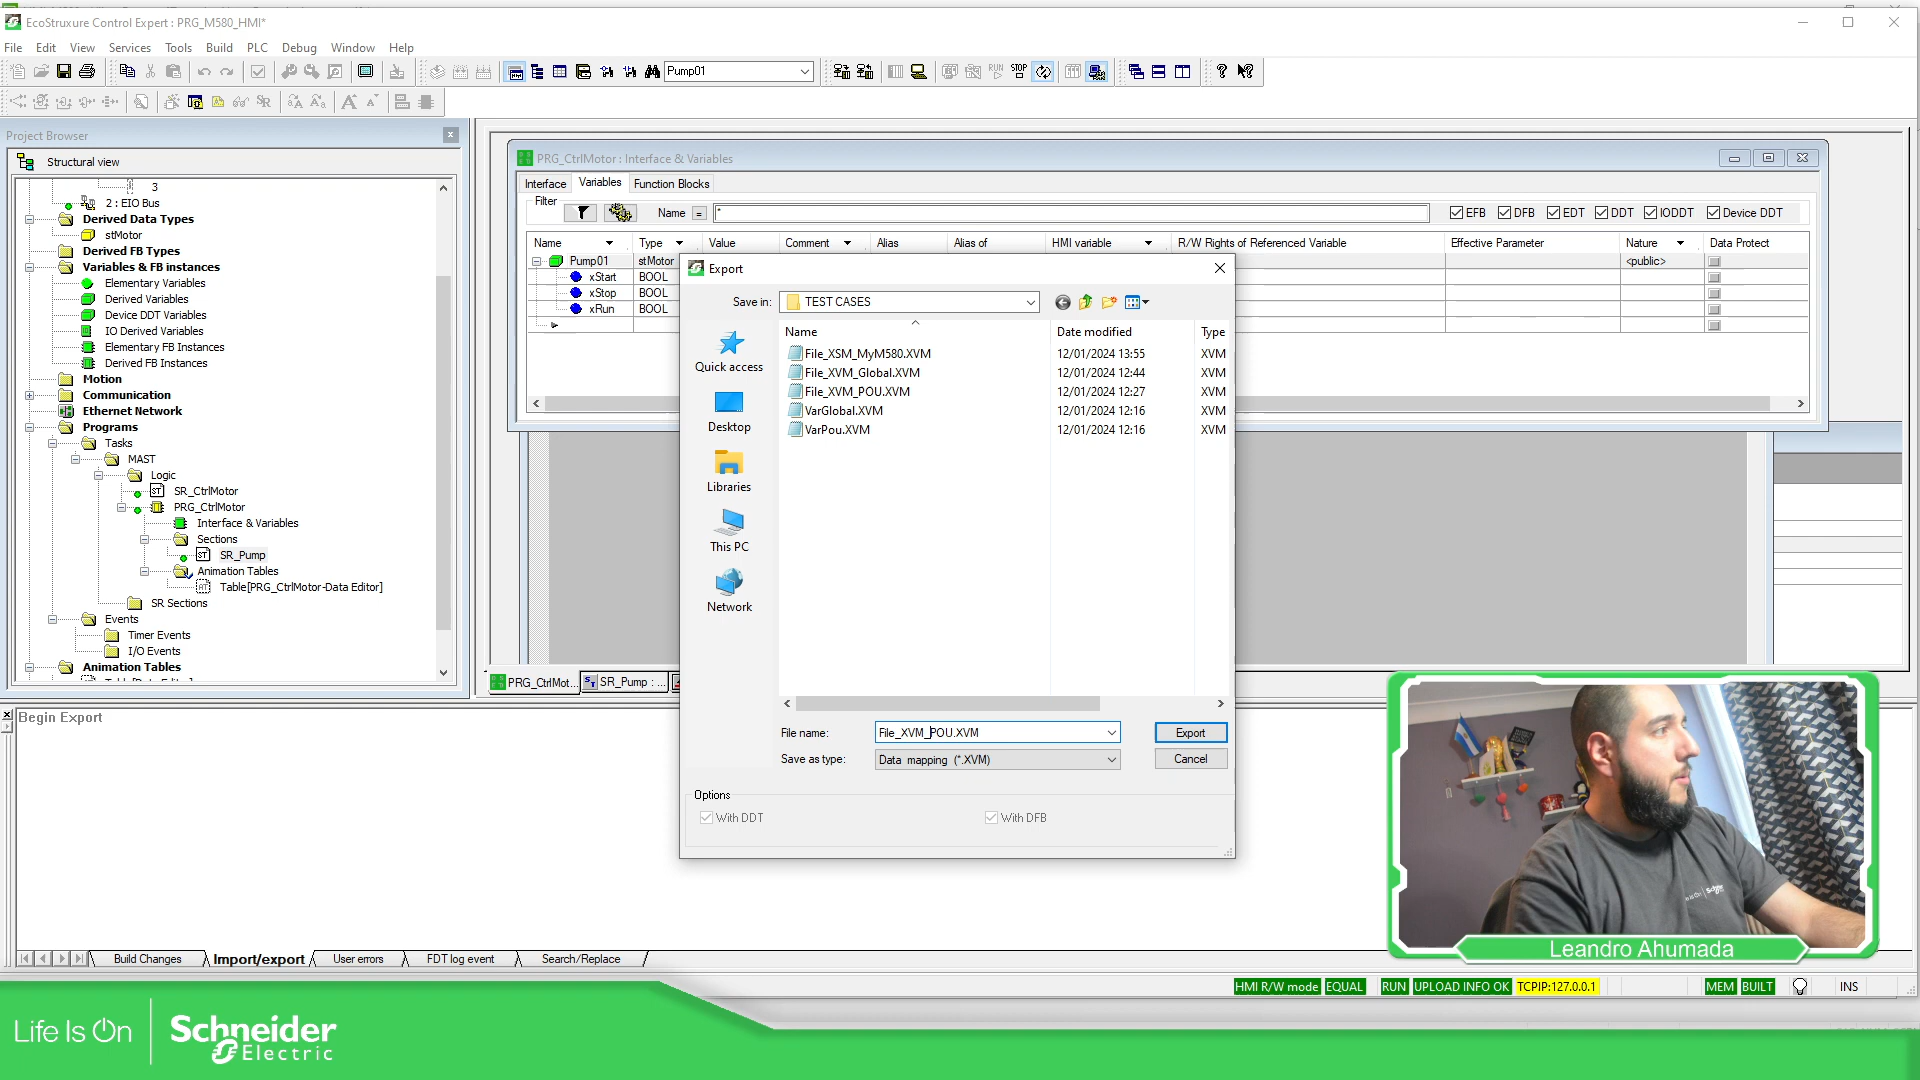 EcoStruxure Control Expert : PRG_M580_HMI*
File Edit View Services Tools Build PLC Debug Window Help
Pump01
Project Browser
Structural view
3
2 : EIO Bus
Derived Data Types
stMotor
Derived FB Types
Variables & FB instances
Elementary Variables
Derived Variables
Device DDT Variables
IO Derived Variables
Elementary FB Instances
Derived FB Instances
Motion
Communication
Ethernet Network
Programs
Tasks
MAST
Logic
SR_CtrlMotor
PRG_CtrlMotor
Interface & Variables
Sections
SR_Pump
Animation Tables
Table[PRG_CtrlMotor-Data Editor]
SR Sections
Events
Timer Events
I/O Events
Animation Tables
PRG_CtrlMotor : Interface & Variables
Interface Variables Function Blocks
Filter
Name = *
EFB DFB EDT DDT IODDT Device DDT
Name Type Value Comment Alias Alias of HMI variable R/W Rights of Referenced Variable Effective Parameter Nature Data Protect
Pump01 stMotor <public>
xStart BOOL
xStop BOOL
xRun BOOL
PRG_CtrlMot... SR_Pump : ...
Export
Save in: TEST CASES
Quick access
Desktop
Libraries
This PC
Network
Name Date modified Type
File_XSM_MyM580.XVM 12/01/2024 13:55 XVM
File_XVM_Global.XVM 12/01/2024 12:44 XVM
File_XVM_POU.XVM 12/01/2024 12:27 XVM
VarGlobal.XVM 12/01/2024 12:16 XVM
VarPou.XVM 12/01/2024 12:16 XVM
File name: File_XVM_POU.XVM Export
Save as type: Data mapping (*.XVM) Cancel
Options
With DDT With DFB
Begin Export
Build Changes Import/export User errors FDT log event Search/Replace
Leandro Ahumada
HMI R/W mode EQUAL RUN UPLOAD INFO OK TCPIP:127.0.0.1 MEM BUILT INS
Life Is On
Schneider
Electric